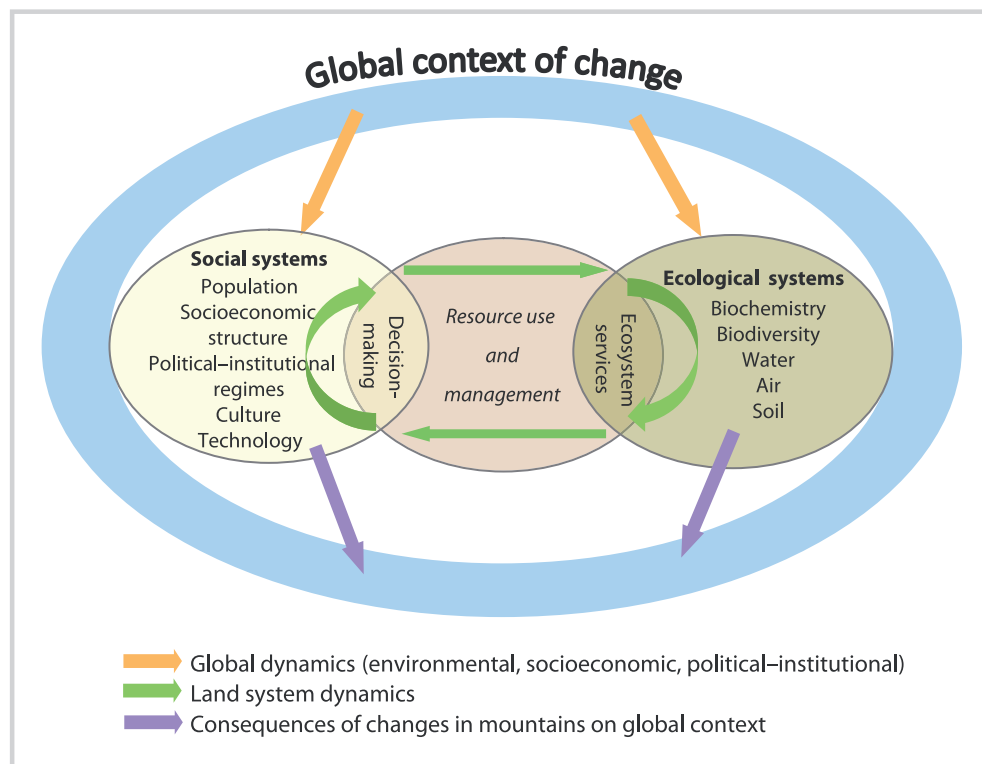 Global context of change
Social systems
Population
Socioeconomic
structure
Political–institutional
regimes
Culture
Technology
Decision-
making
Resource use
and
management
Ecosystem
services
Ecological systems
Biochemistry
Biodiversity
Water
Air
Soil
Global dynamics (environmental, socioeconomic, political–institutional)
Land system dynamics
Consequences of changes in mountains on global context